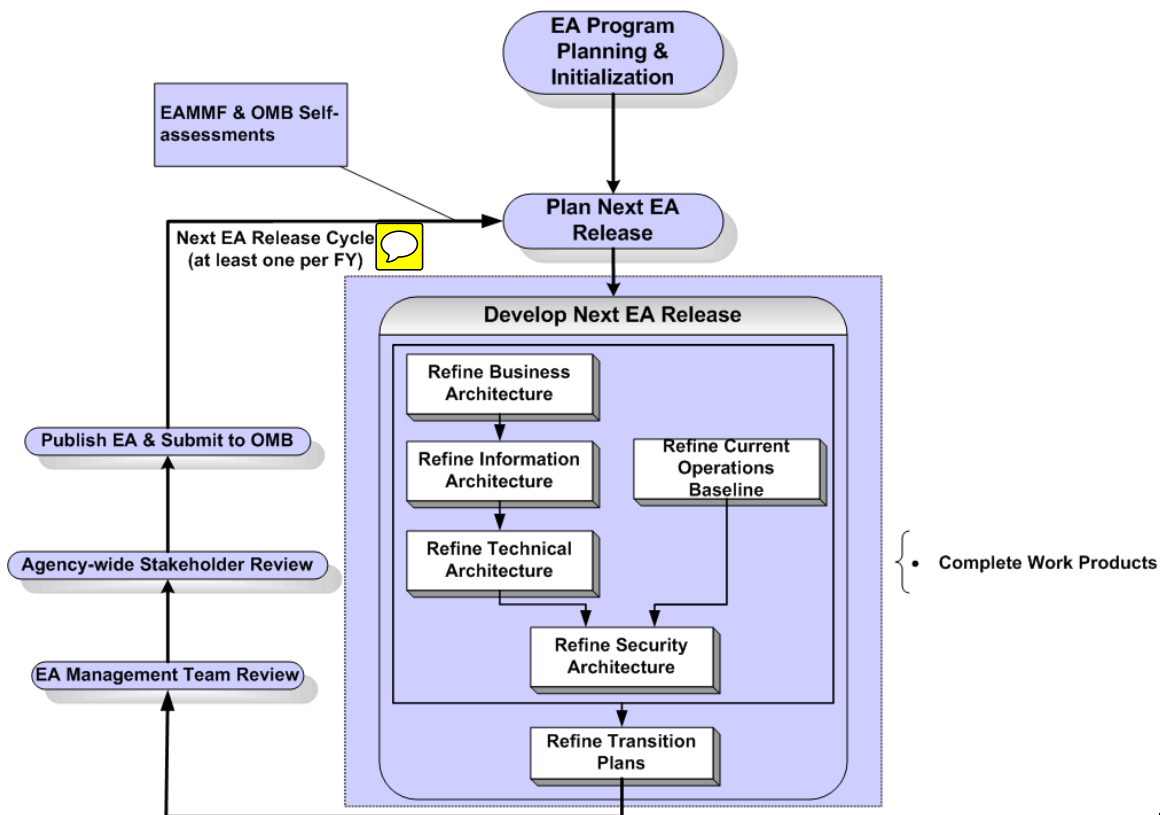 EA Program
Planning &
Initialization
EAMMF & OMB Self-
assessments
Plan Next EA
Release
Next EA Release Cycle
(at least one per FY)
Develop Next EA Release
Refine Business
Architecture
Refine Information
Architecture
Refine Current
Operations
Baseline
Refine Technical
Architecture
Refine Security
Architecture
Refine Transition
Plans
Publish EA & Submit to OMB
Agency-wide Stakeholder Review
EA Management Team Review
• Complete Work Products